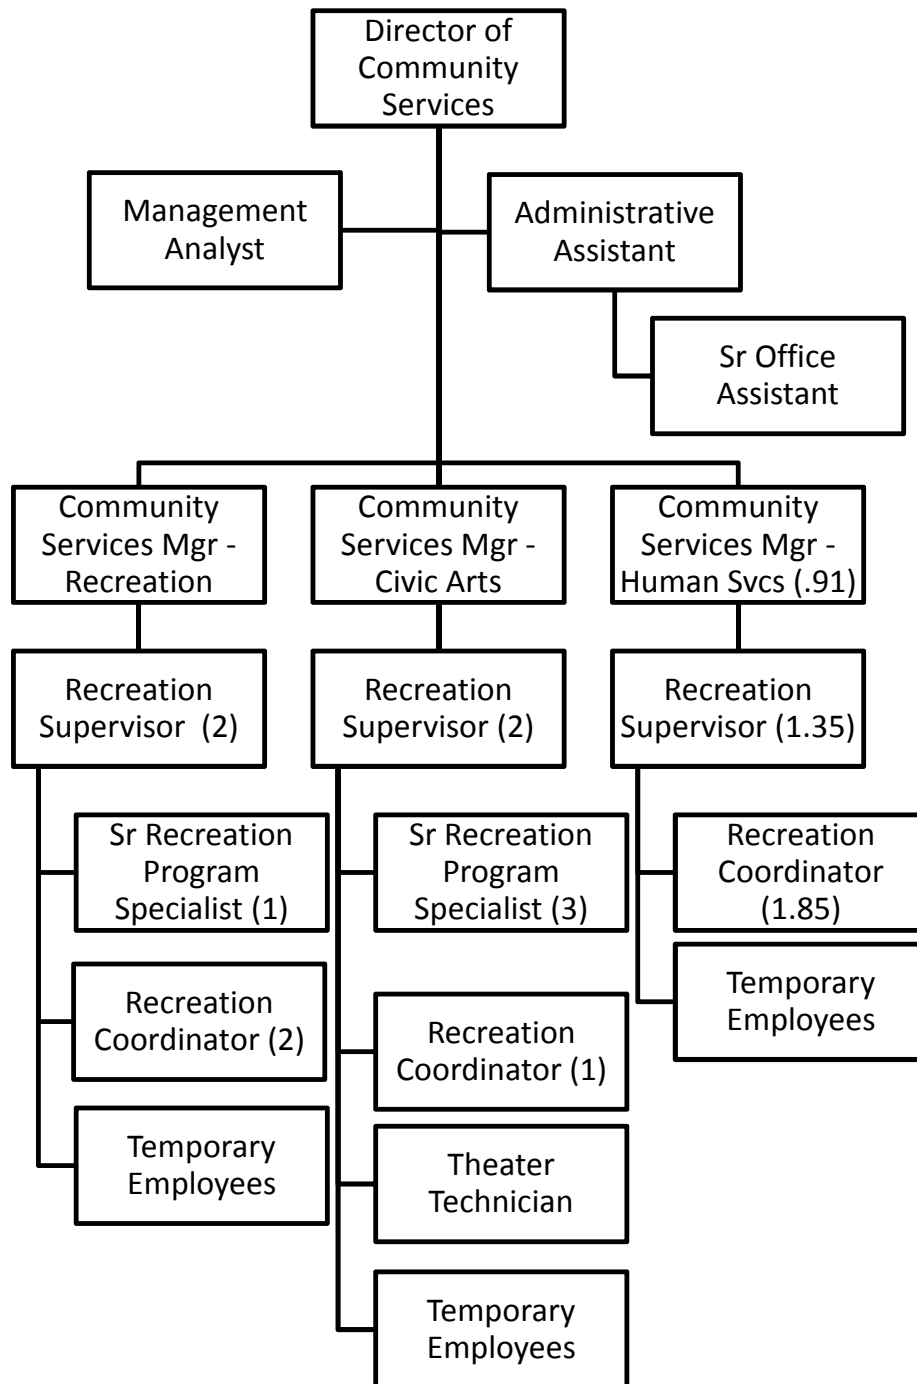 Director of
Community
Services
Management
Analyst
Administrative
Assistant
Sr Office
Assistant
Community
Services Mgr -
Recreation
Community
Services Mgr -
Civic Arts
Community
Services Mgr -
Human Svcs (.91)
Recreation
Supervisor (2)
Recreation
Supervisor (2)
Recreation
Supervisor (1.35)
Sr Recreation
Program
Specialist (1)
Sr Recreation
Program
Specialist (3)
Recreation
Coordinator
(1.85)
Recreation
Coordinator (2)
Recreation
Coordinator (1)
Temporary
Employees
Temporary
Employees
Theater
Technician
Temporary
Employees